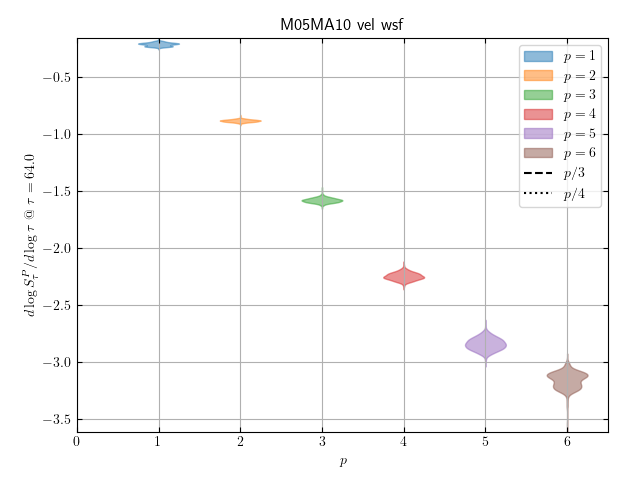 M05MA10 vel wsf
d log S_τ^P / d log τ @ τ = 64.0
−0.5
−1.0
−1.5
−2.0
−2.5
−3.0
−3.5
0 1 2 3 4 5 6
p
p = 1
p = 2
p = 3
p = 4
p = 5
p = 6
p/3
p/4